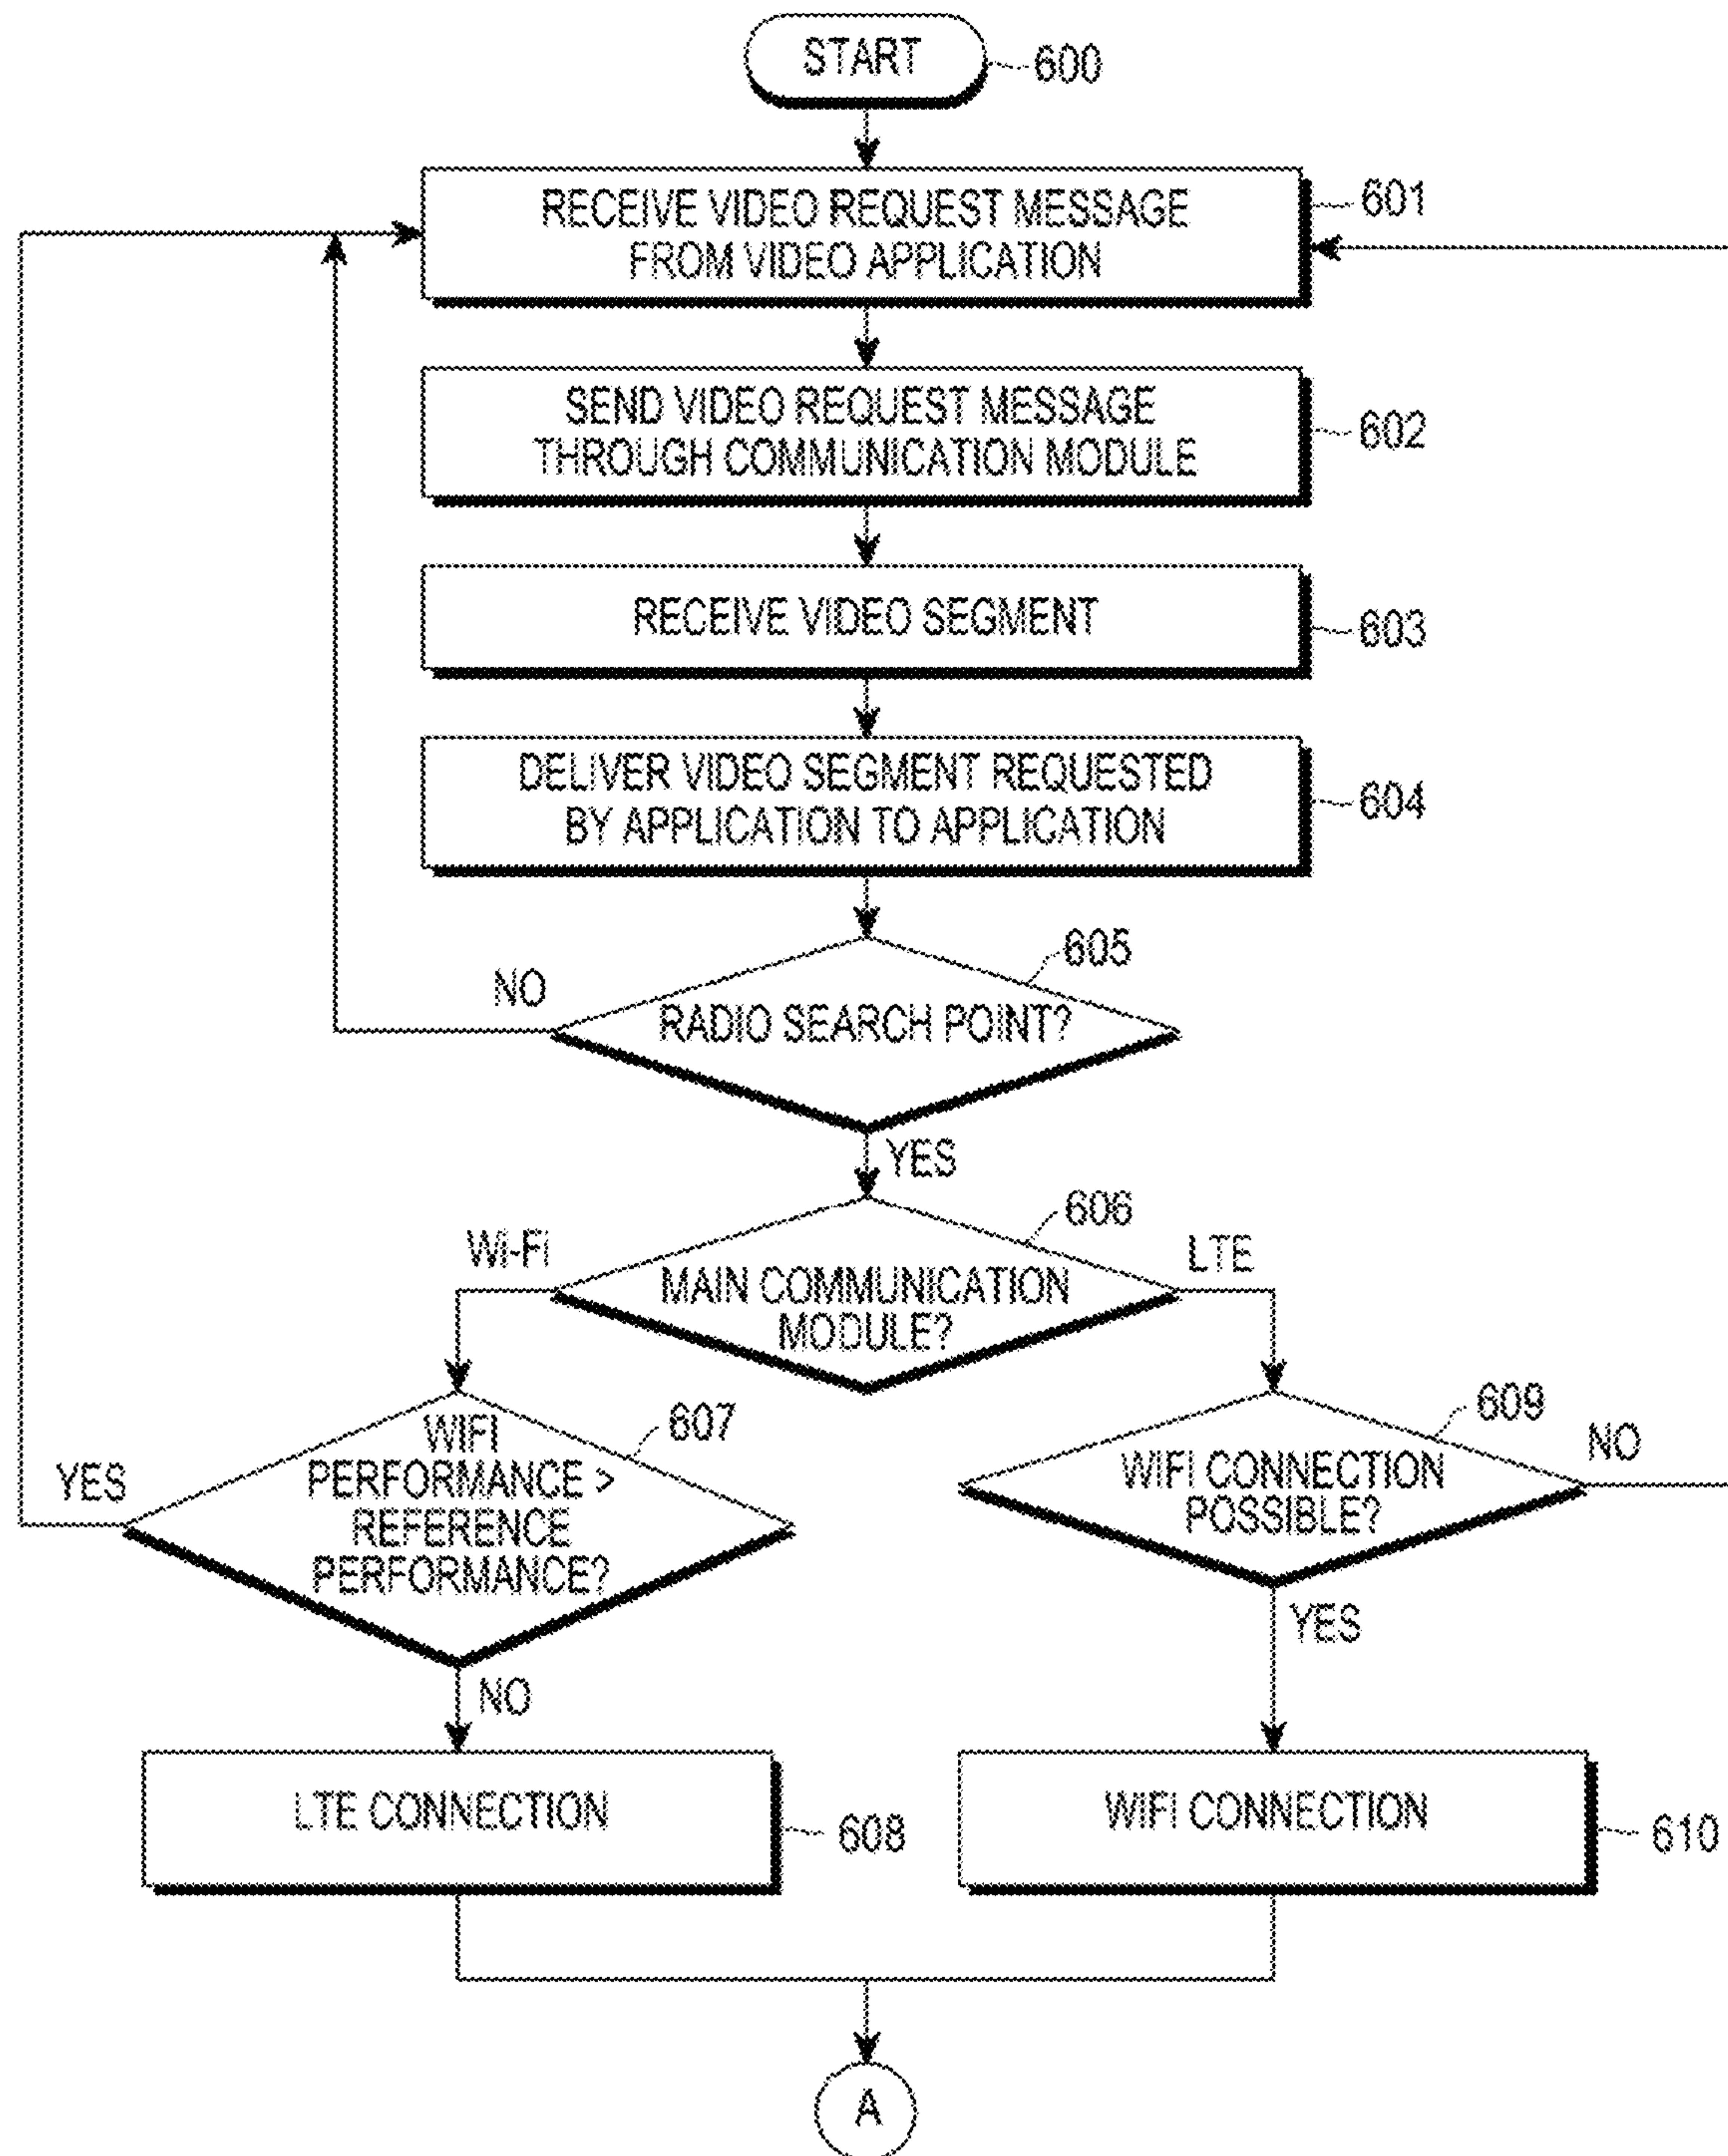 START
600
RECEIVE VIDEO REQUEST MESSAGE
FROM VIDEO APPLICATION
601
SEND VIDEO REQUEST MESSAGE
THROUGH COMMUNICATION MODULE
602
RECEIVE VIDEO SEGMENT
603
DELIVER VIDEO SEGMENT REQUESTED
BY APPLICATION TO APPLICATION
604
605
NO
RADIO SEARCH POINT?
YES
606
Wi-Fi
LTE
MAIN COMMUNICATION
MODULE?
607
WIFI
PERFORMANCE >
REFERENCE
PERFORMANCE?
YES
NO
609
NO
WIFI CONNECTION
POSSIBLE?
YES
LTE CONNECTION
608
WIFI CONNECTION
610
A